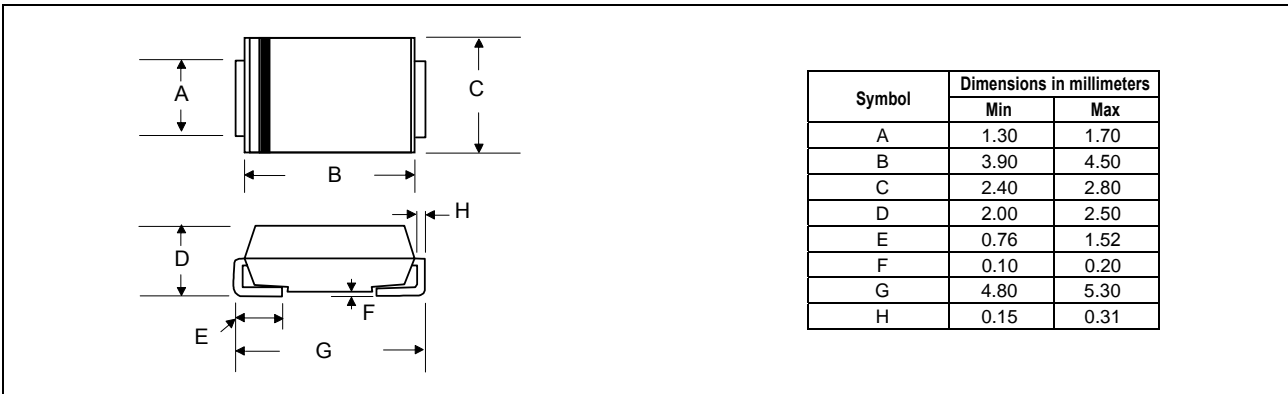 A
C
B
H
D
F
E
G
Symbol Dimensions in millimeters
Min Max
A 1.30 1.70
B 3.90 4.50
C 2.40 2.80
D 2.00 2.50
E 0.76 1.52
F 0.10 0.20
G 4.80 5.30
H 0.15 0.31